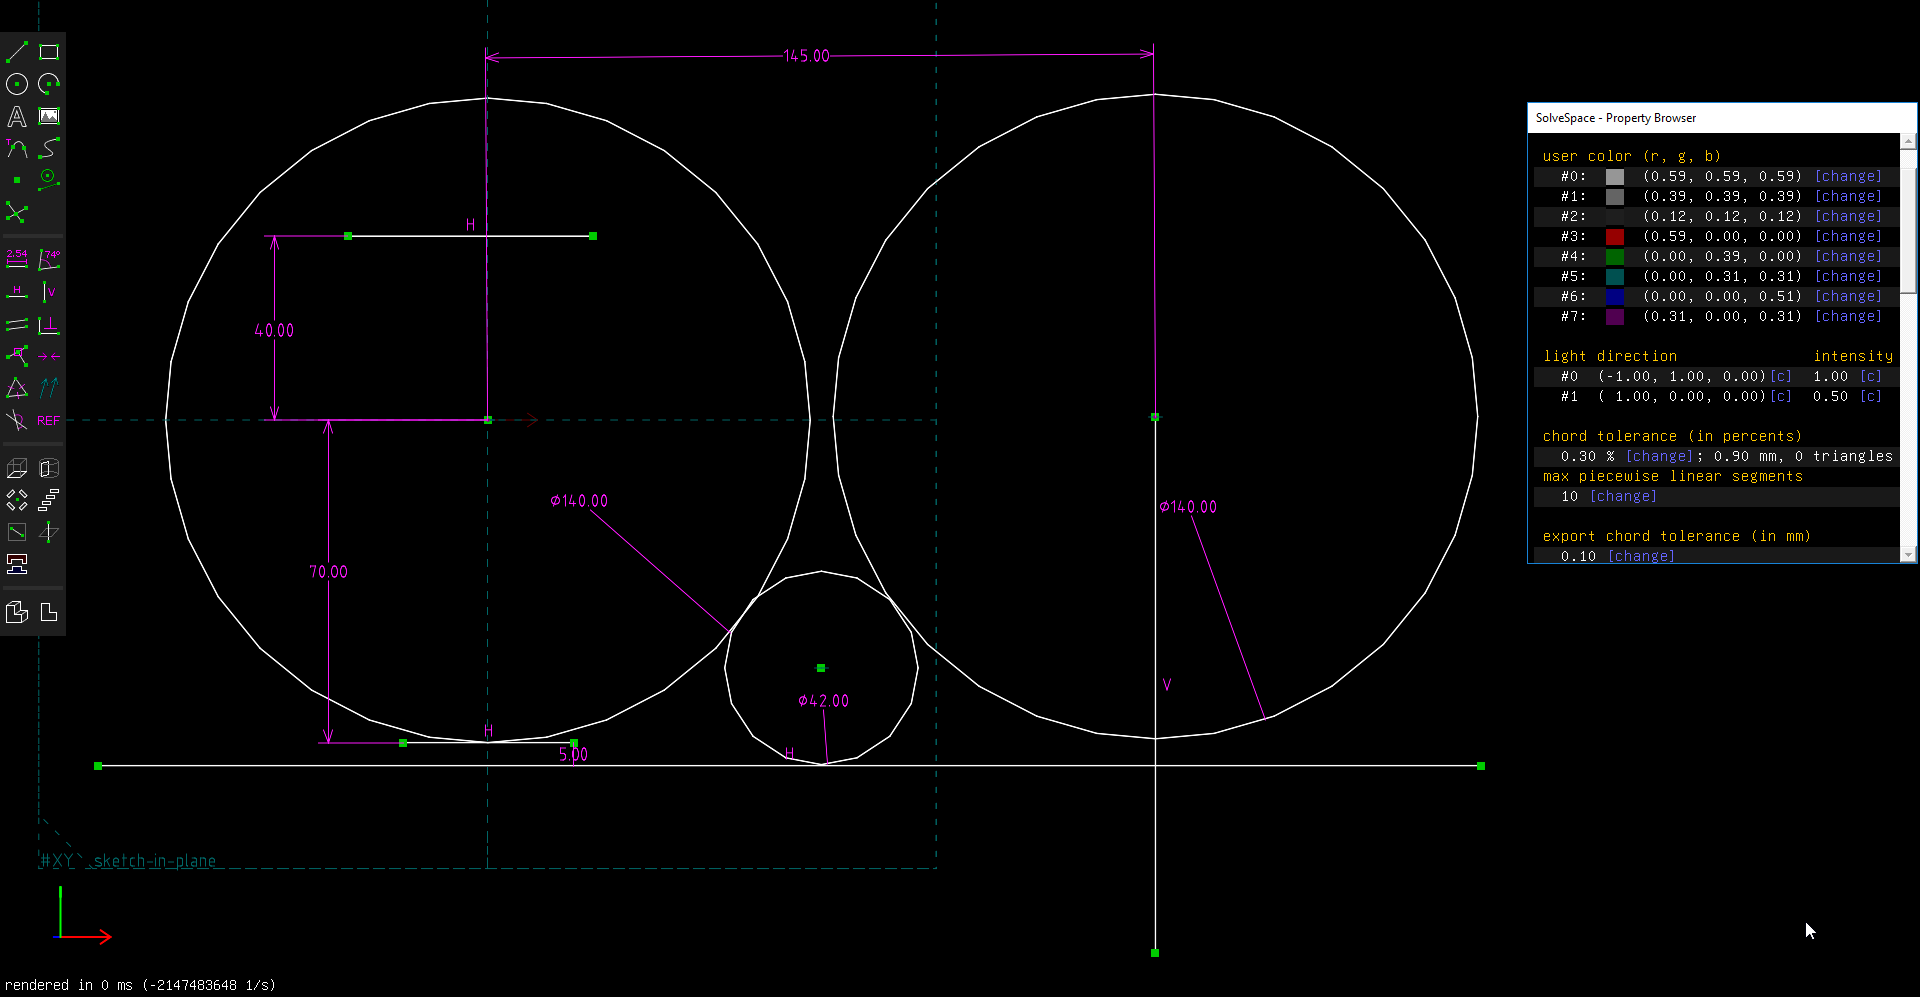 145.00
H
40.00
ø140.00
ø140.00
70.00
V
ø42.00
H
5.00
H
#XY
sketch-in-plane
rendered in 0 ms (-2147483648 1/s)
A
T
2.54
74°
H
V
REF
SolveSpace - Property Browser
user color (r, g, b)
#0: (0.59, 0.59, 0.59) [change]
#1: (0.39, 0.39, 0.39) [change]
#2: (0.12, 0.12, 0.12) [change]
#3: (0.59, 0.00, 0.00) [change]
#4: (0.00, 0.39, 0.00) [change]
#5: (0.00, 0.31, 0.31) [change]
#6: (0.00, 0.00, 0.51) [change]
#7: (0.31, 0.00, 0.31) [change]
light direction intensity
#0 (-1.00, 1.00, 0.00)[c] 1.00 [c]
#1 ( 1.00, 0.00, 0.00)[c] 0.50 [c]
chord tolerance (in percents)
0.30 % [change]; 0.90 mm, 0 triangles
max piecewise linear segments
10 [change]
export chord tolerance (in mm)
0.10 [change]